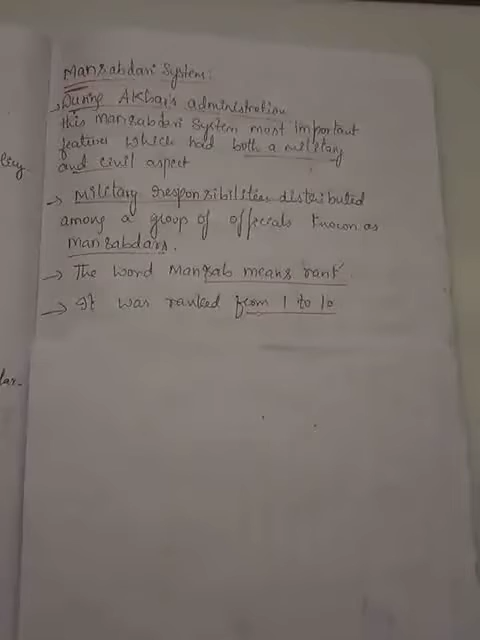 Mansabdari System:
→ During Akbar's administration
this Mansabdari System most important
feature which had both a military
and civil aspect
→ Military responsibilities distributed
among a group of officials known as
Mansabdars.
→ The word Mansab means rank.
→ It was ranked from 1 to 10